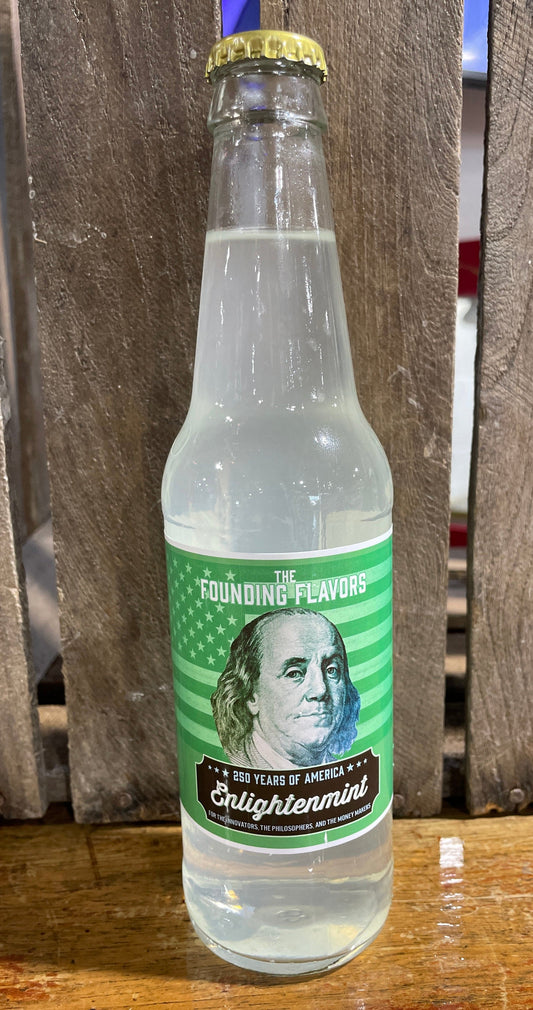 THE
FOUNDING FLAVORS
250 YEARS OF AMERICA
Enlightenmint
FOR THE INNOVATORS, THE PHILOSOPHERS, AND THE MONEY MAKERS